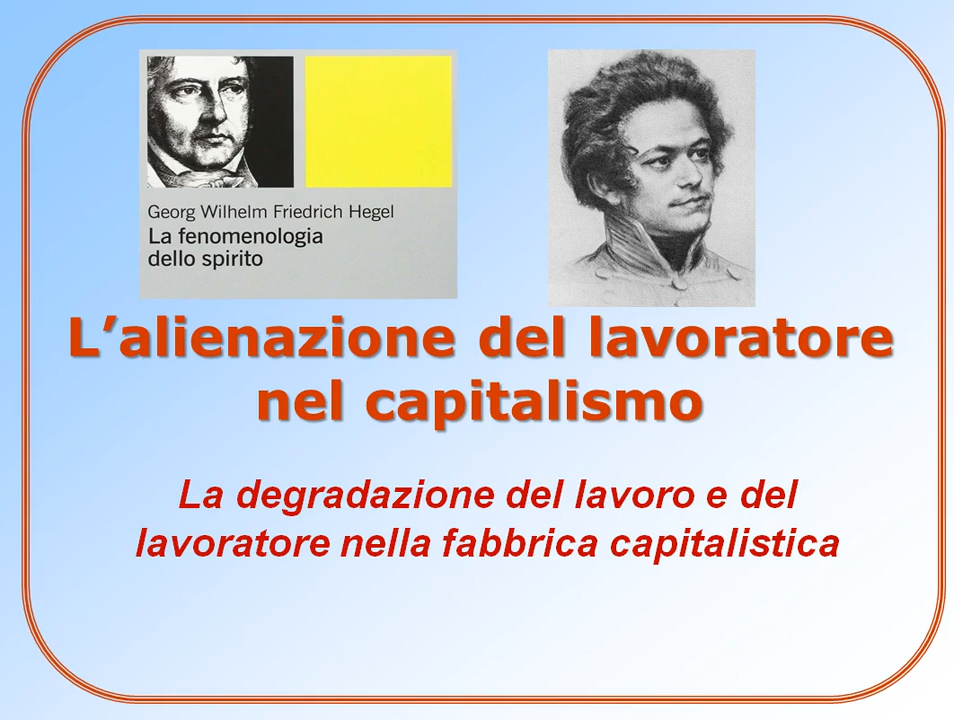 Georg Wilhelm Friedrich Hegel
La fenomenologia
dello spirito
L’alienazione del lavoratore
nel capitalismo
La degradazione del lavoro e del
lavoratore nella fabbrica capitalistica